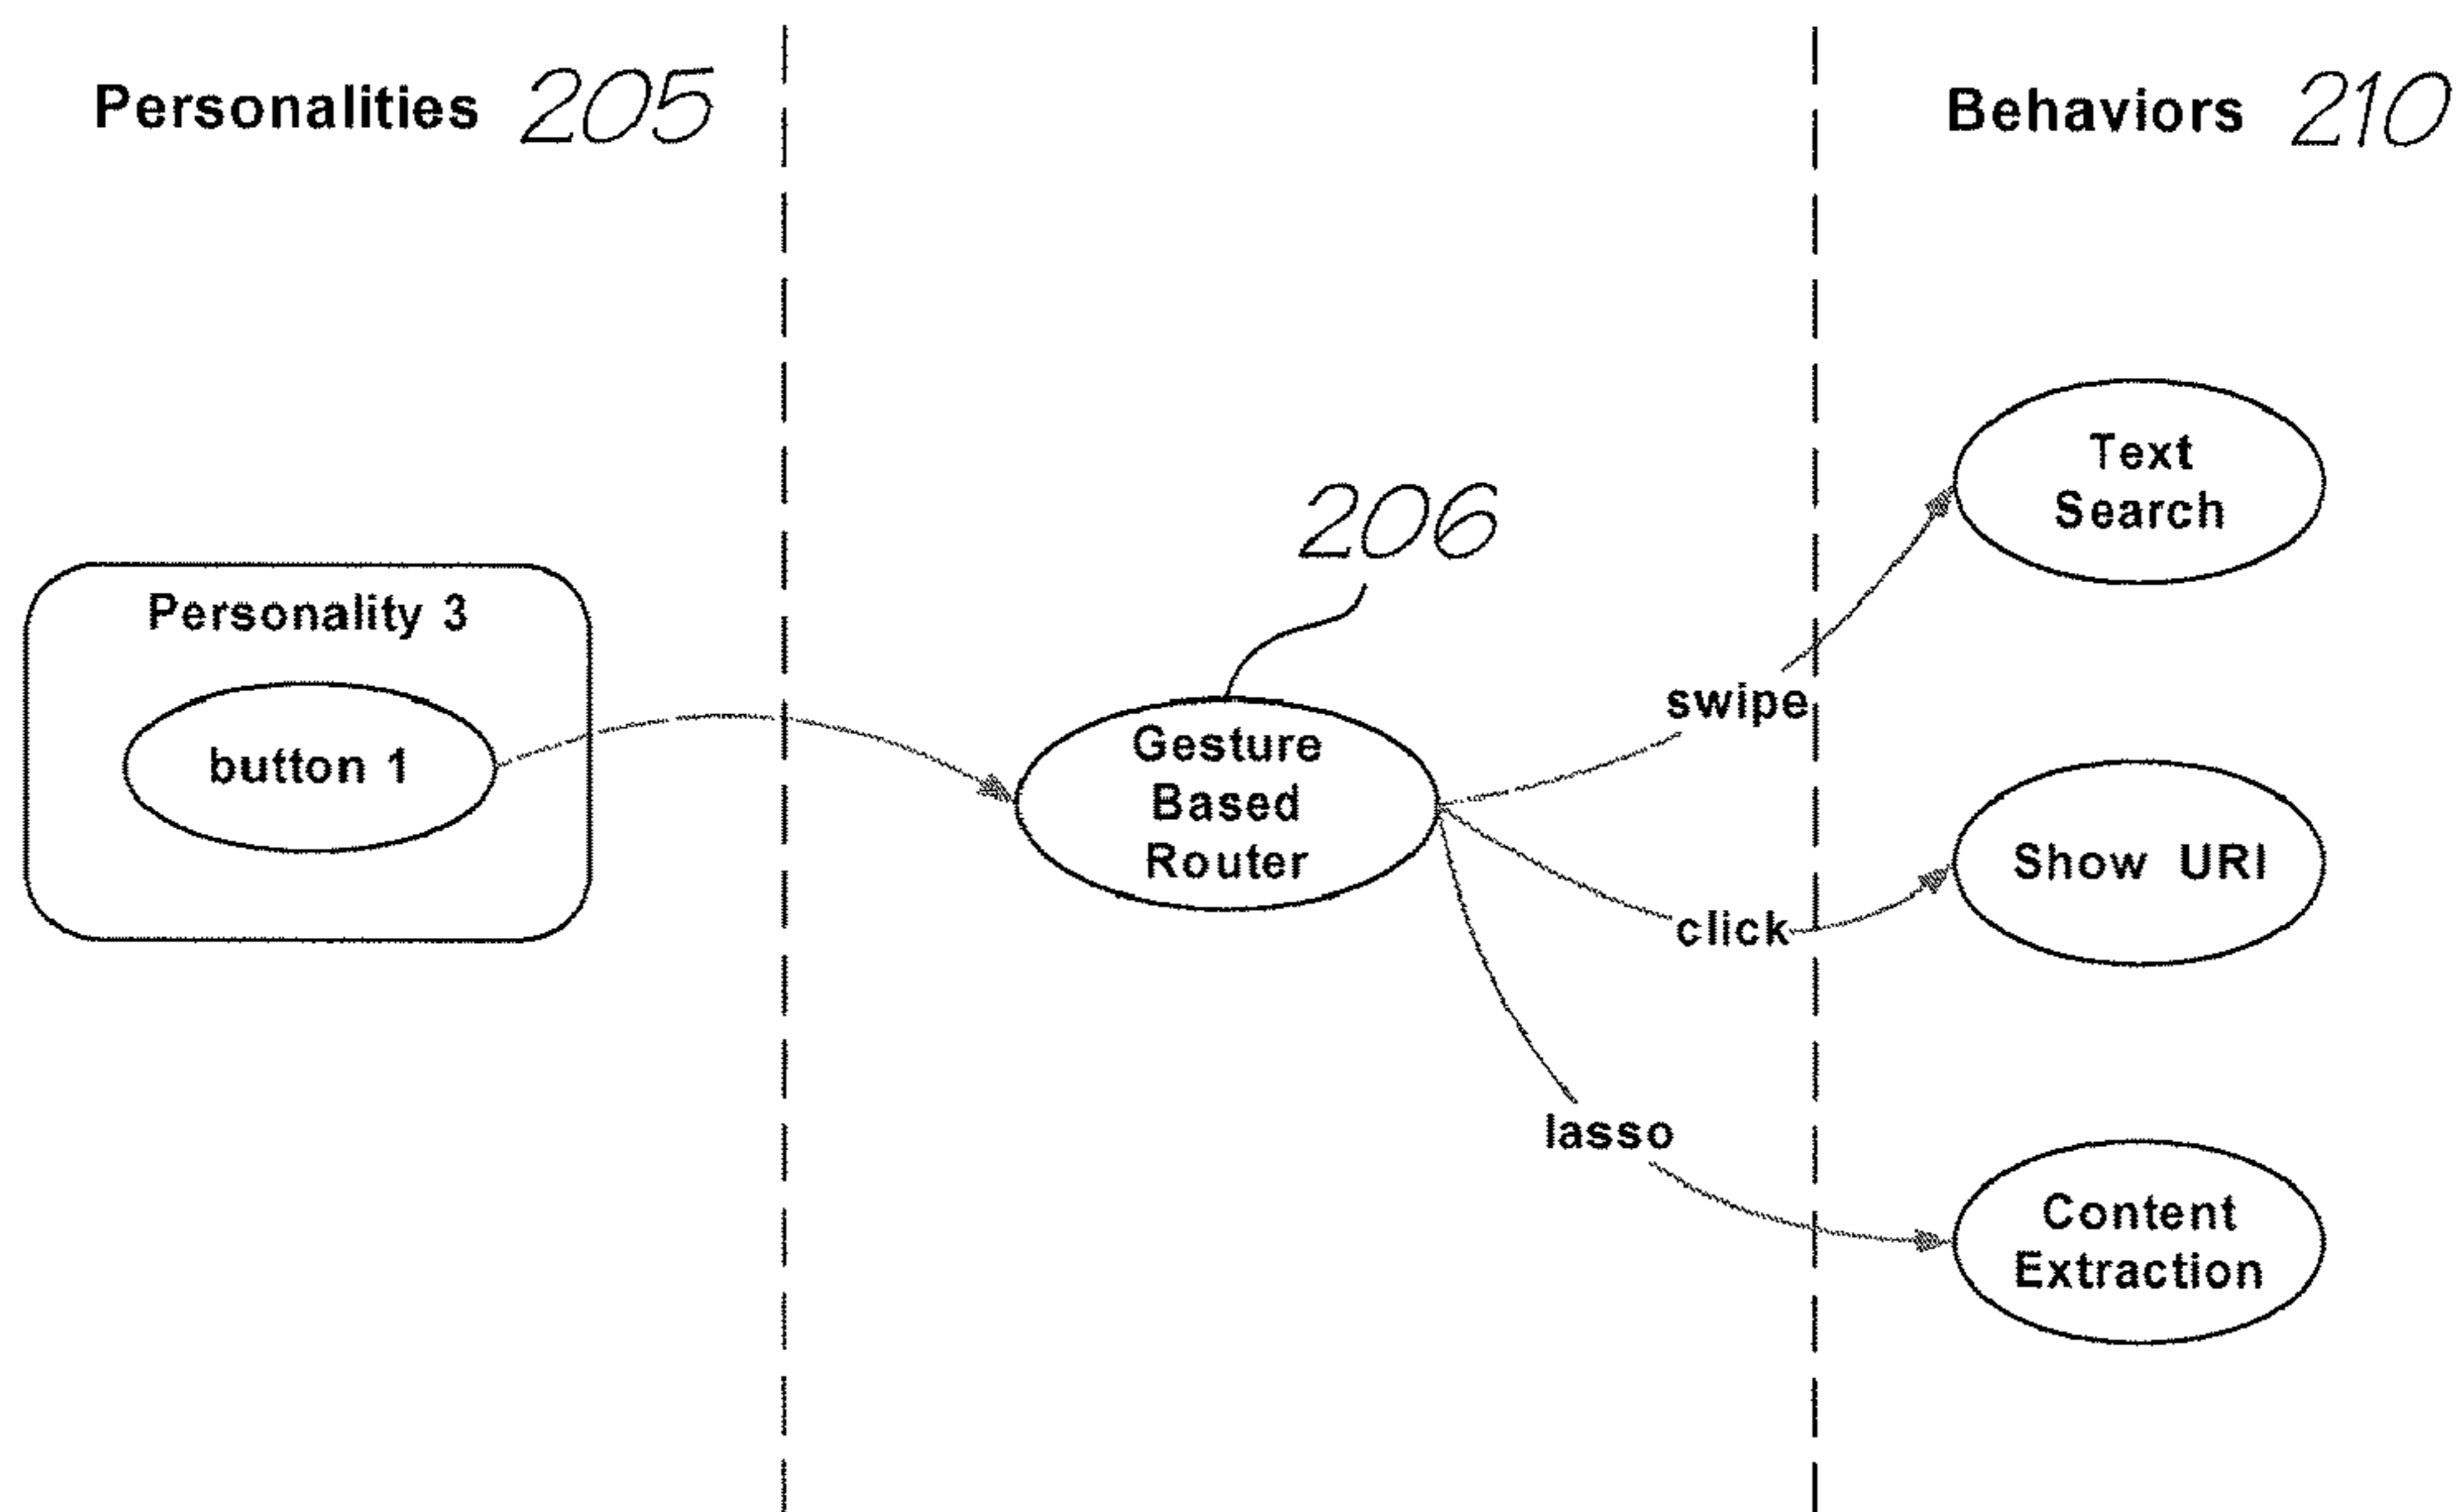 Personalities 205
Behaviors 210
Text
Search
206
Personality 3
button 1
Gesture
Based
Router
swipe
Show URI
click
lasso
Content
Extraction